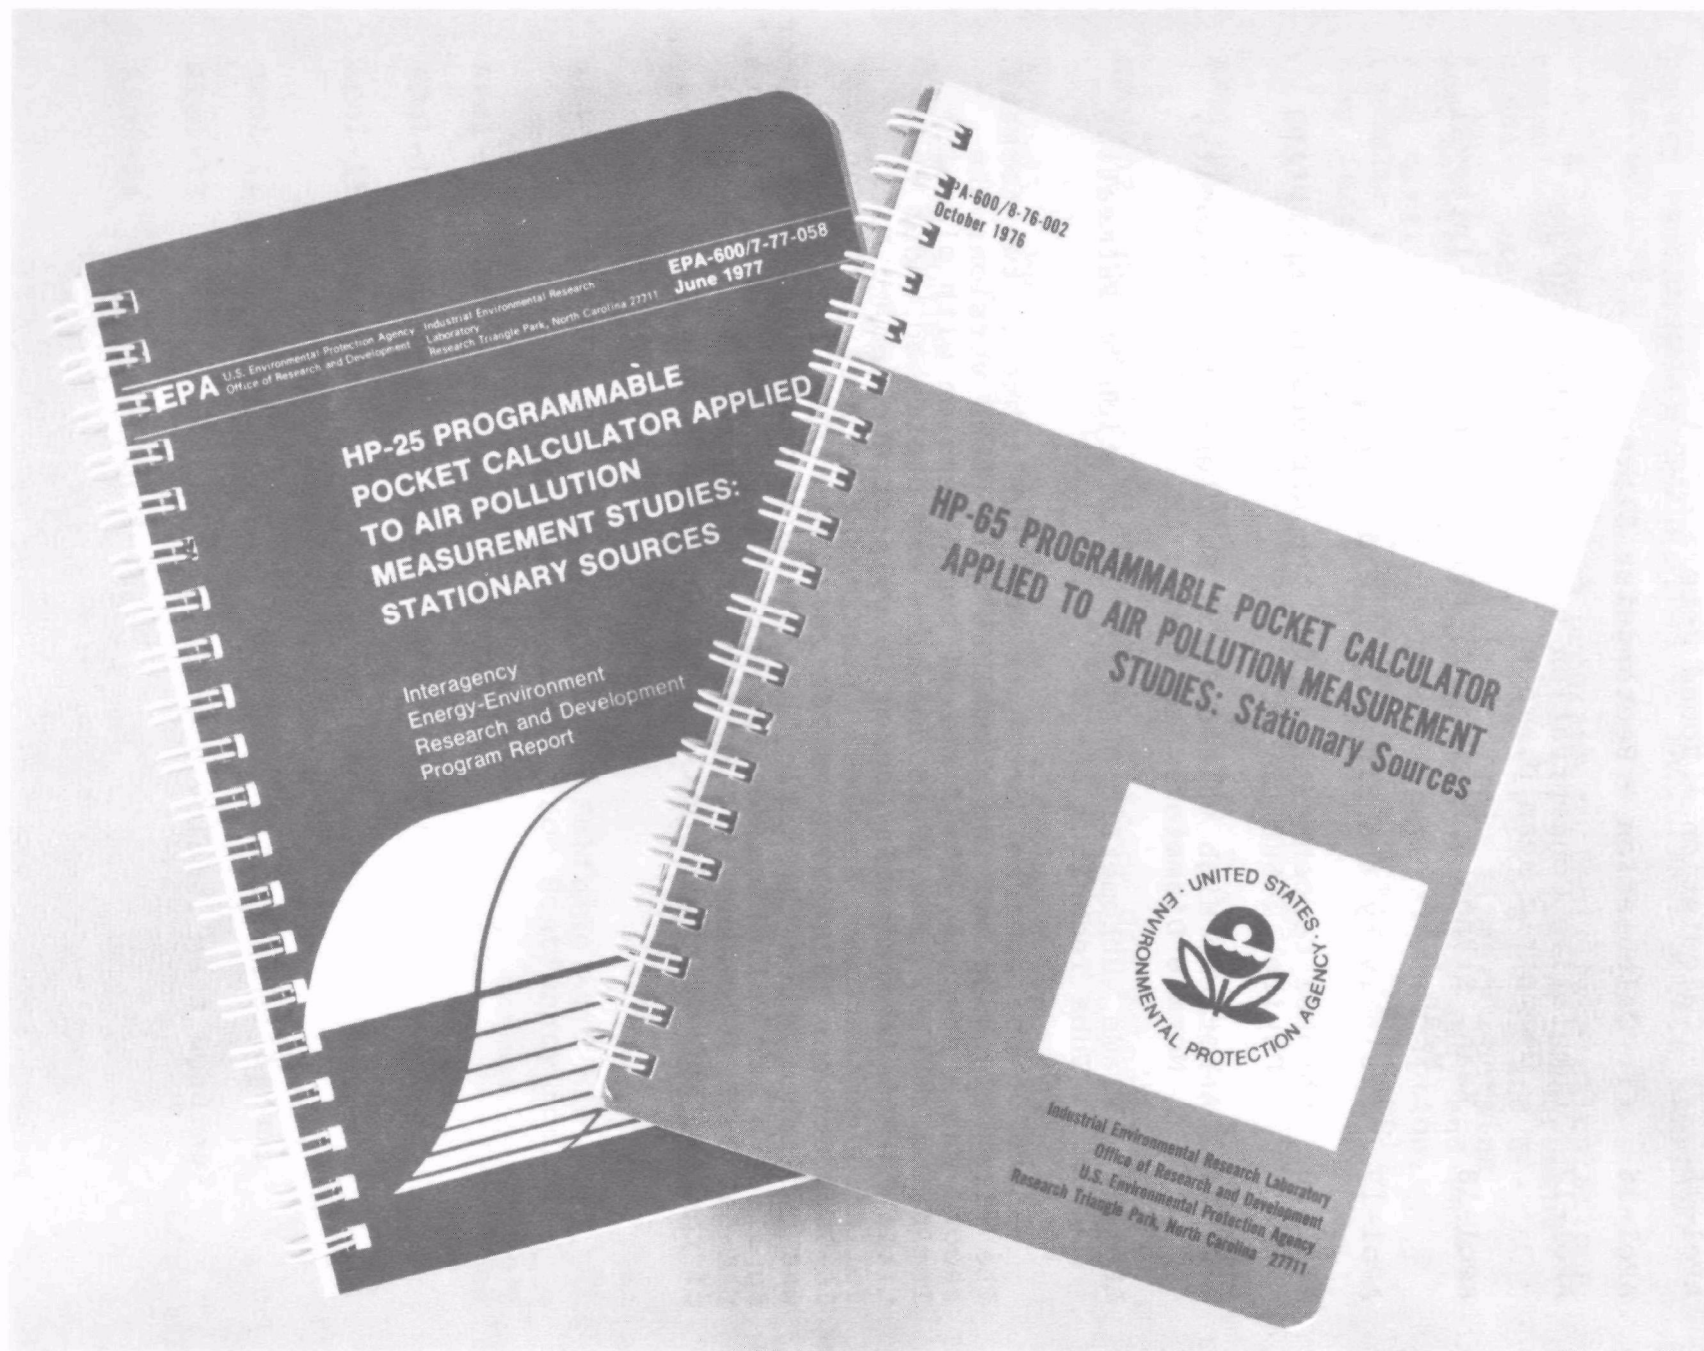 EPA
U.S. Environmental Protection Agency
Office of Research and Development
Industrial Environmental Research
Laboratory
Research Triangle Park, North Carolina 27711
EPA-600/7-77-058
June 1977
HP-25 PROGRAMMABLE
POCKET CALCULATOR APPLIED
TO AIR POLLUTION
MEASUREMENT STUDIES:
STATIONARY SOURCES
Interagency
Energy-Environment
Research and Development
Program Report
PA-600/8-76-002
October 1976
HP-65 PROGRAMMABLE POCKET CALCULATOR
APPLIED TO AIR POLLUTION MEASUREMENT
STUDIES: Stationary Sources
UNITED STATES · ENVIRONMENTAL PROTECTION AGENCY ·
Industrial Environmental Research Laboratory
Office of Research and Development
U.S. Environmental Protection Agency
Research Triangle Park, North Carolina 27711